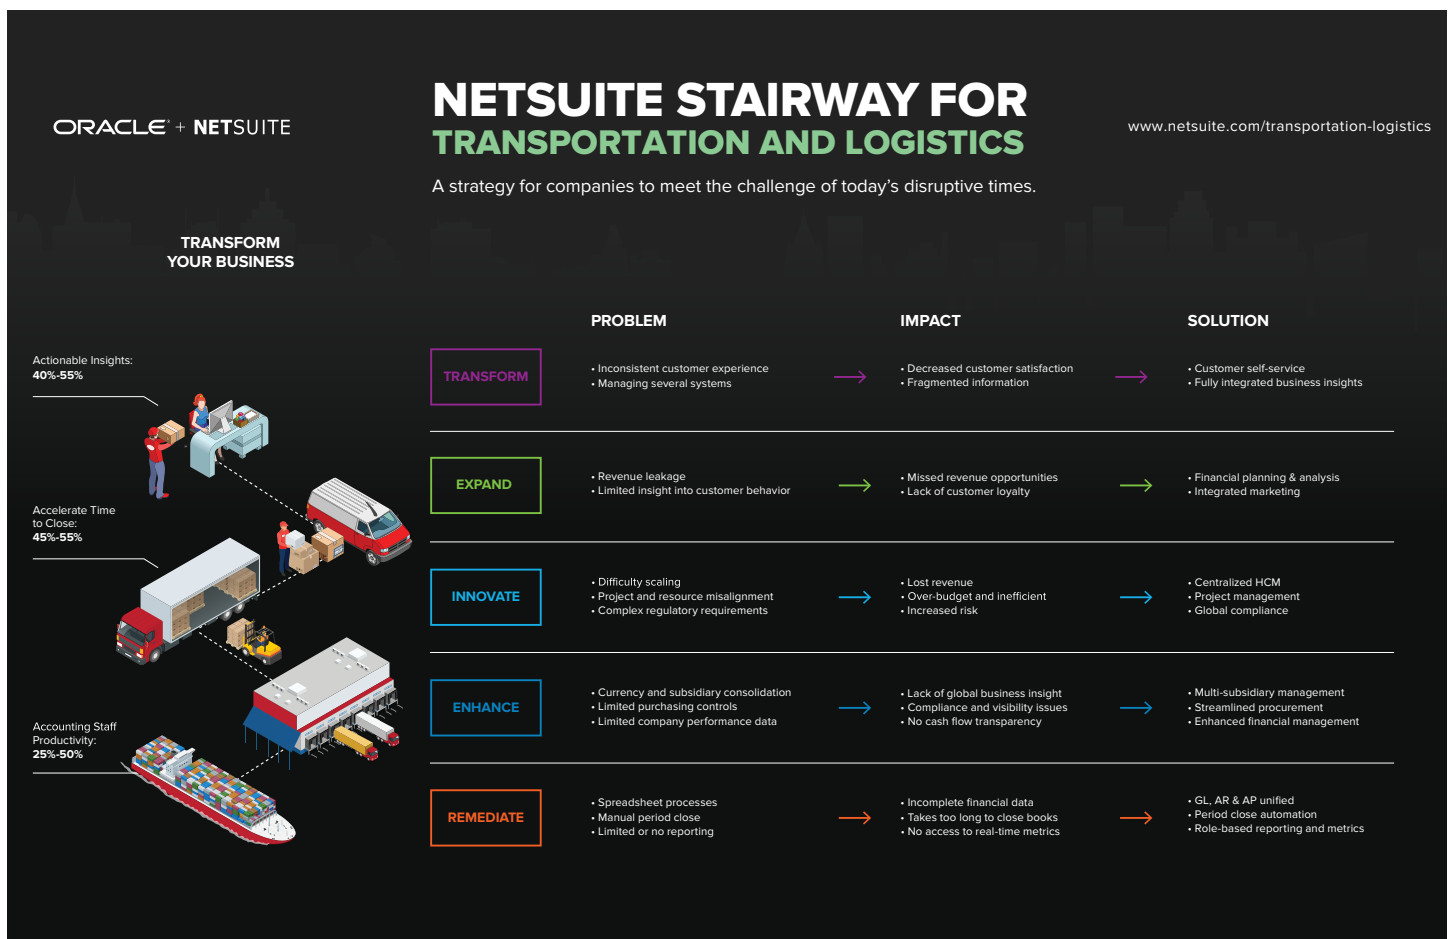 ORACLE + NETSUITE
NETSUITE STAIRWAY FOR
TRANSPORTATION AND LOGISTICS
A strategy for companies to meet the challenge of today's disruptive times.
www.netsuite.com/transportation-logistics
TRANSFORM
YOUR BUSINESS
Actionable Insights:
40%-55%
Accelerate Time
to Close:
45%-55%
Accounting Staff
Productivity:
25%-50%
PROBLEM
IMPACT
SOLUTION
TRANSFORM
• Inconsistent customer experience
• Managing several systems
• Decreased customer satisfaction
• Fragmented information
• Customer self-service
• Fully integrated business insights
EXPAND
• Revenue leakage
• Limited insight into customer behavior
• Missed revenue opportunities
• Lack of customer loyalty
• Financial planning & analysis
• Integrated marketing
INNOVATE
• Difficulty scaling
• Project and resource misalignment
• Complex regulatory requirements
• Lost revenue
• Over-budget and inefficient
• Increased risk
• Centralized HCM
• Project management
• Global compliance
ENHANCE
• Currency and subsidiary consolidation
• Limited purchasing controls
• Limited company performance data
• Lack of global business insight
• Compliance and visibility issues
• No cash flow transparency
• Multi-subsidiary management
• Streamlined procurement
• Enhanced financial management
REMEDIATE
• Spreadsheet processes
• Manual period close
• Limited or no reporting
• Incomplete financial data
• Takes too long to close books
• No access to real-time metrics
• GL, AR & AP unified
• Period close automation
• Role-based reporting and metrics